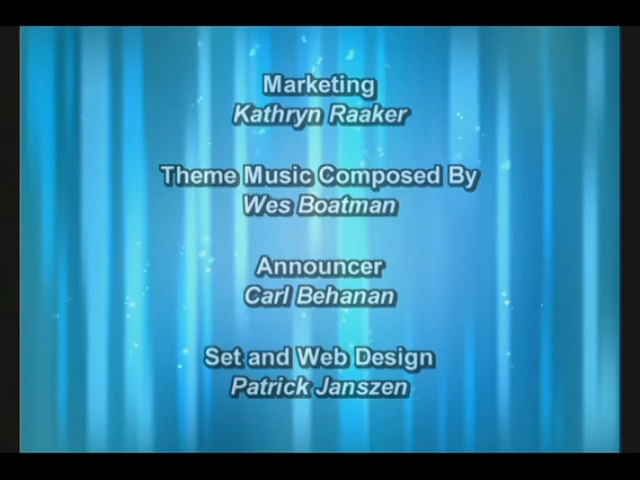 Marketing
Kathryn Raaker
Theme Music Composed By
Wes Boatman
Announcer
Carl Behanan
Set and Web Design
Patrick Janszen